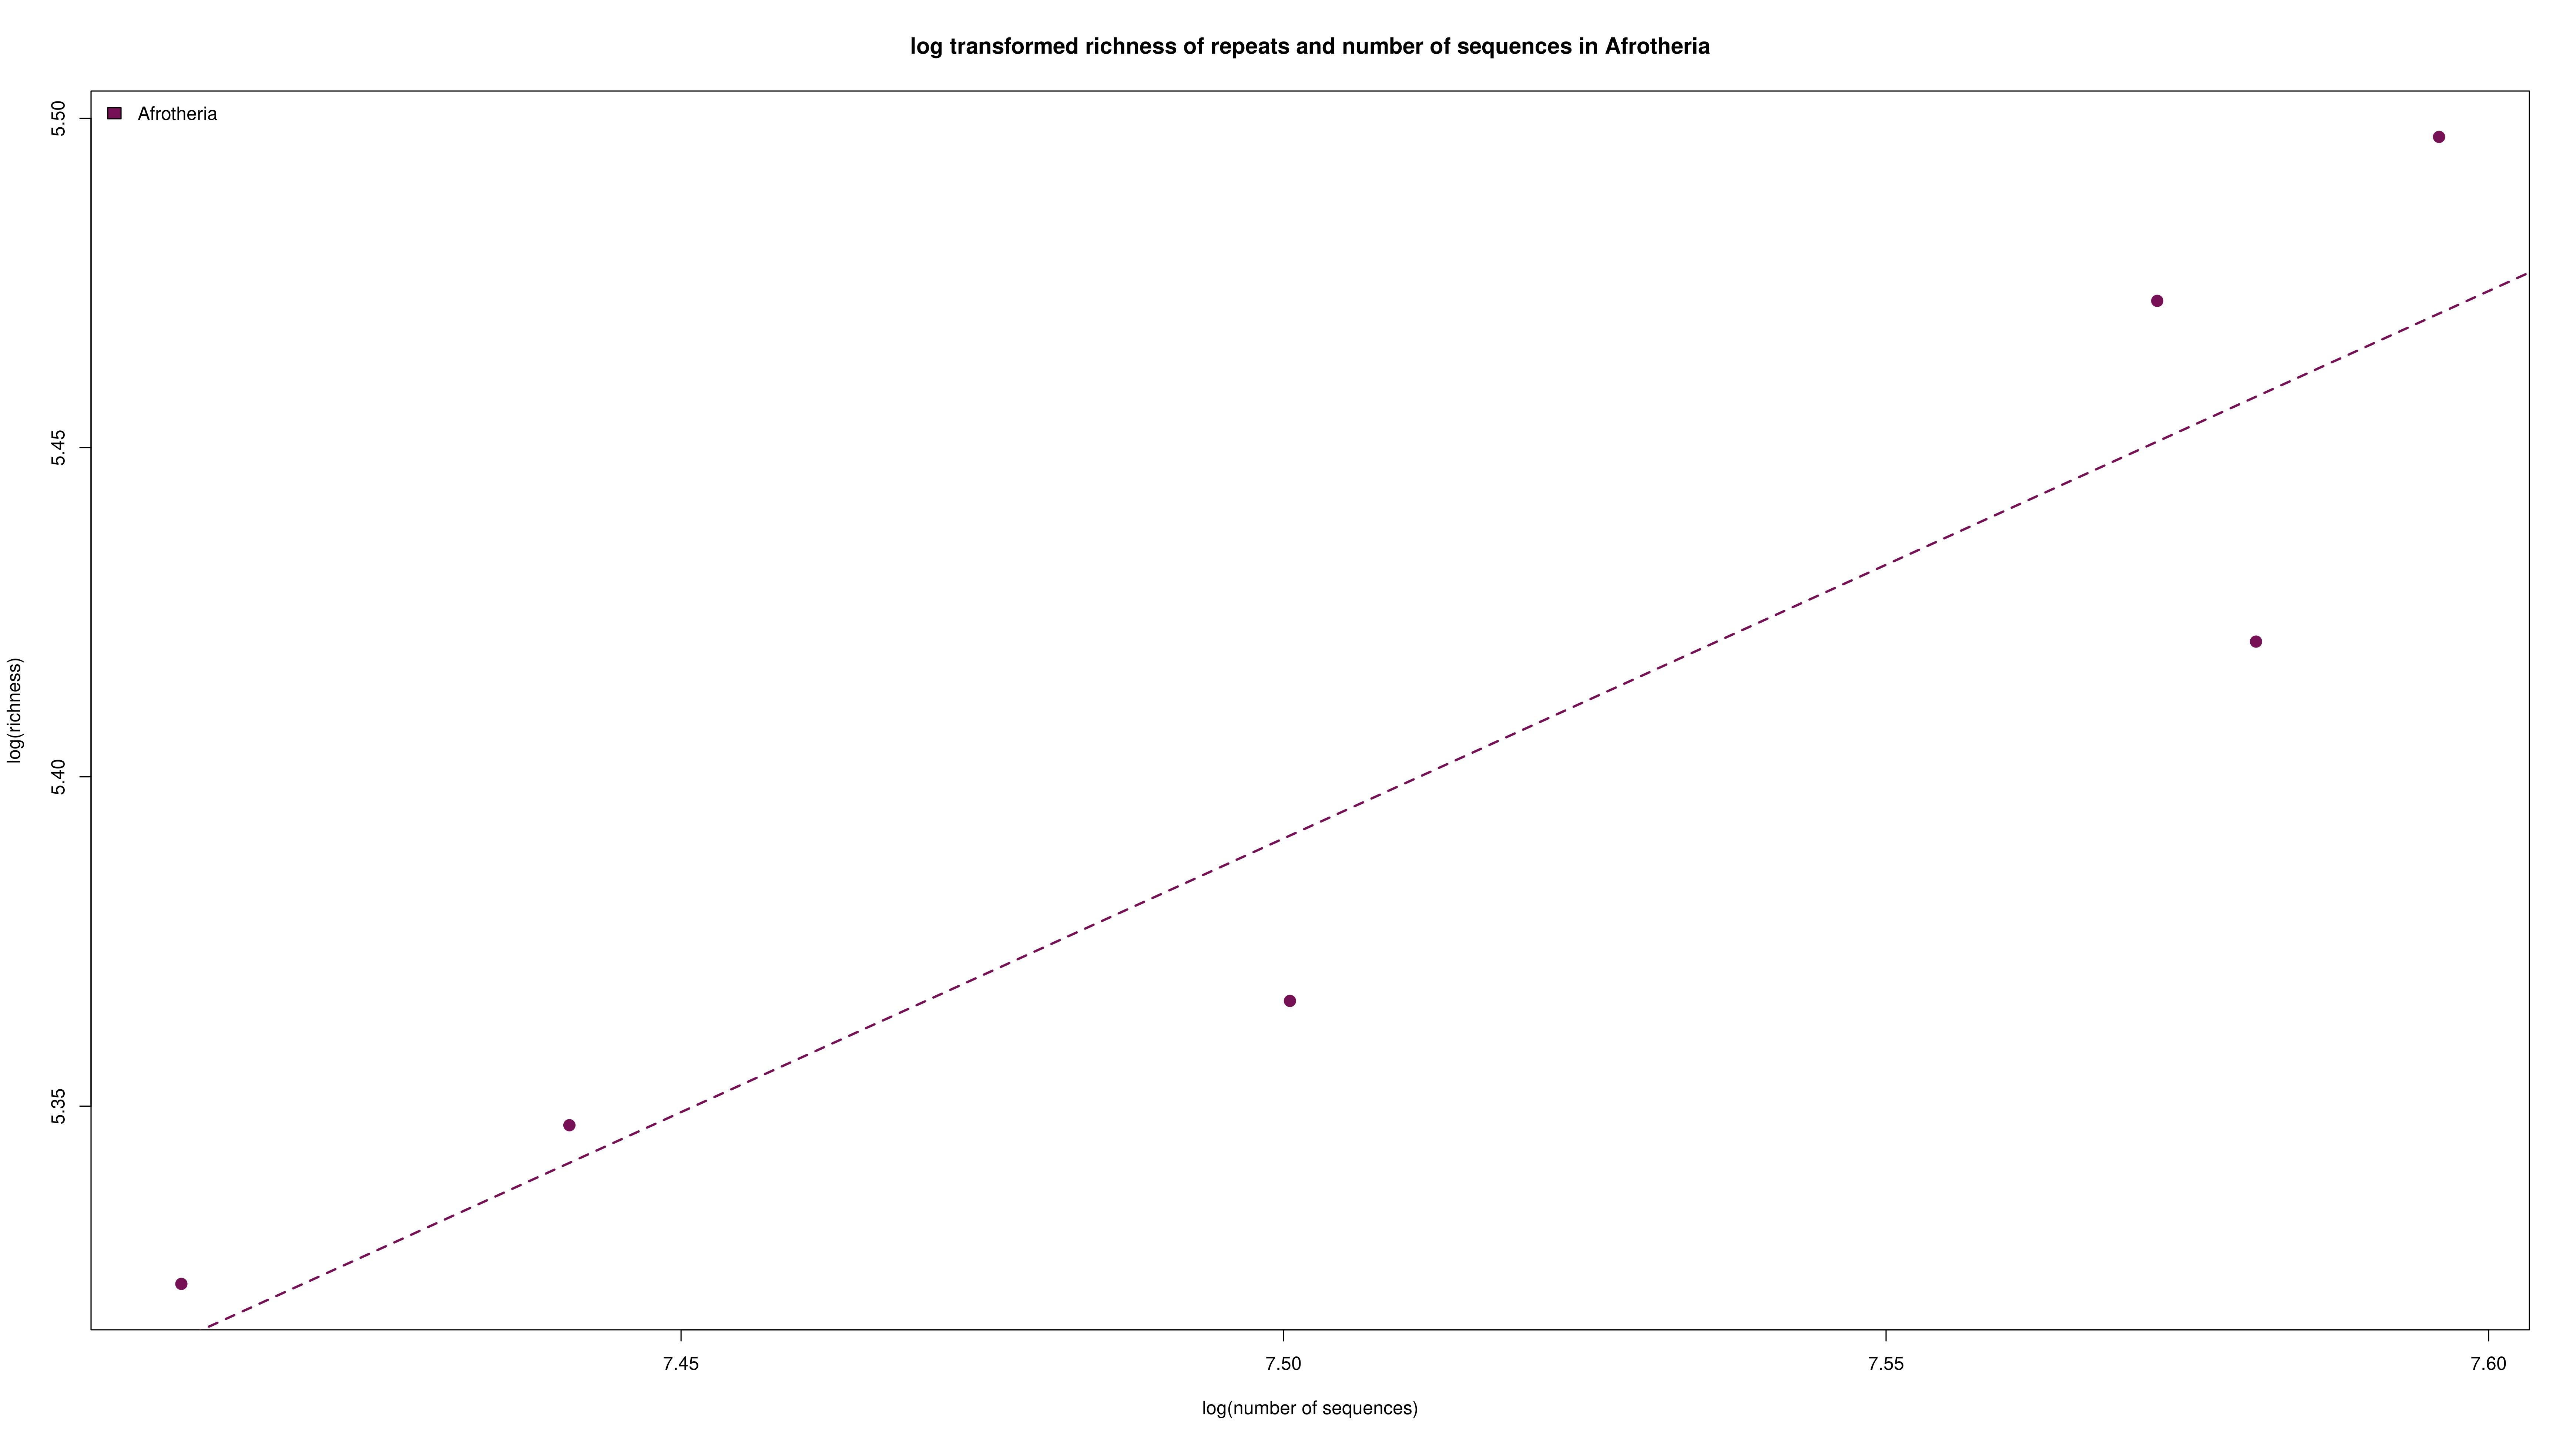 log transformed richness of repeats and number of sequences in Afrotheria
Afrotheria
5.50
5.45
5.40
5.35
log(richness)
7.45
7.50
7.55
7.60
log(number of sequences)